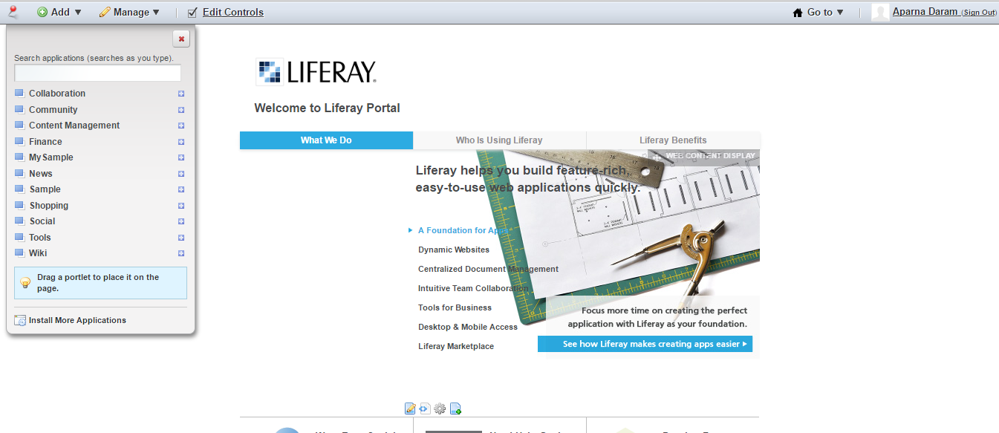 Add
Manage
Edit Controls
Go to
Aparna Daram (Sign Out)
Search applications (searches as you type).
Collaboration
Community
Content Management
Finance
My Sample
News
Sample
Shopping
Social
Tools
Wiki
Drag a portlet to place it on the
page.
Install More Applications
LIFERAY.
Welcome to Liferay Portal
What We Do
Who Is Using Liferay
Liferay Benefits
WEB CONTENT DISPLAY
Liferay helps you build feature-rich,
easy-to-use web applications quickly.
A Foundation for Apps
Dynamic Websites
Centralized Document Management
Intuitive Team Collaboration
Tools for Business
Desktop & Mobile Access
Liferay Marketplace
Focus more time on creating the perfect
application with Liferay as your foundation.
See how Liferay makes creating apps easier